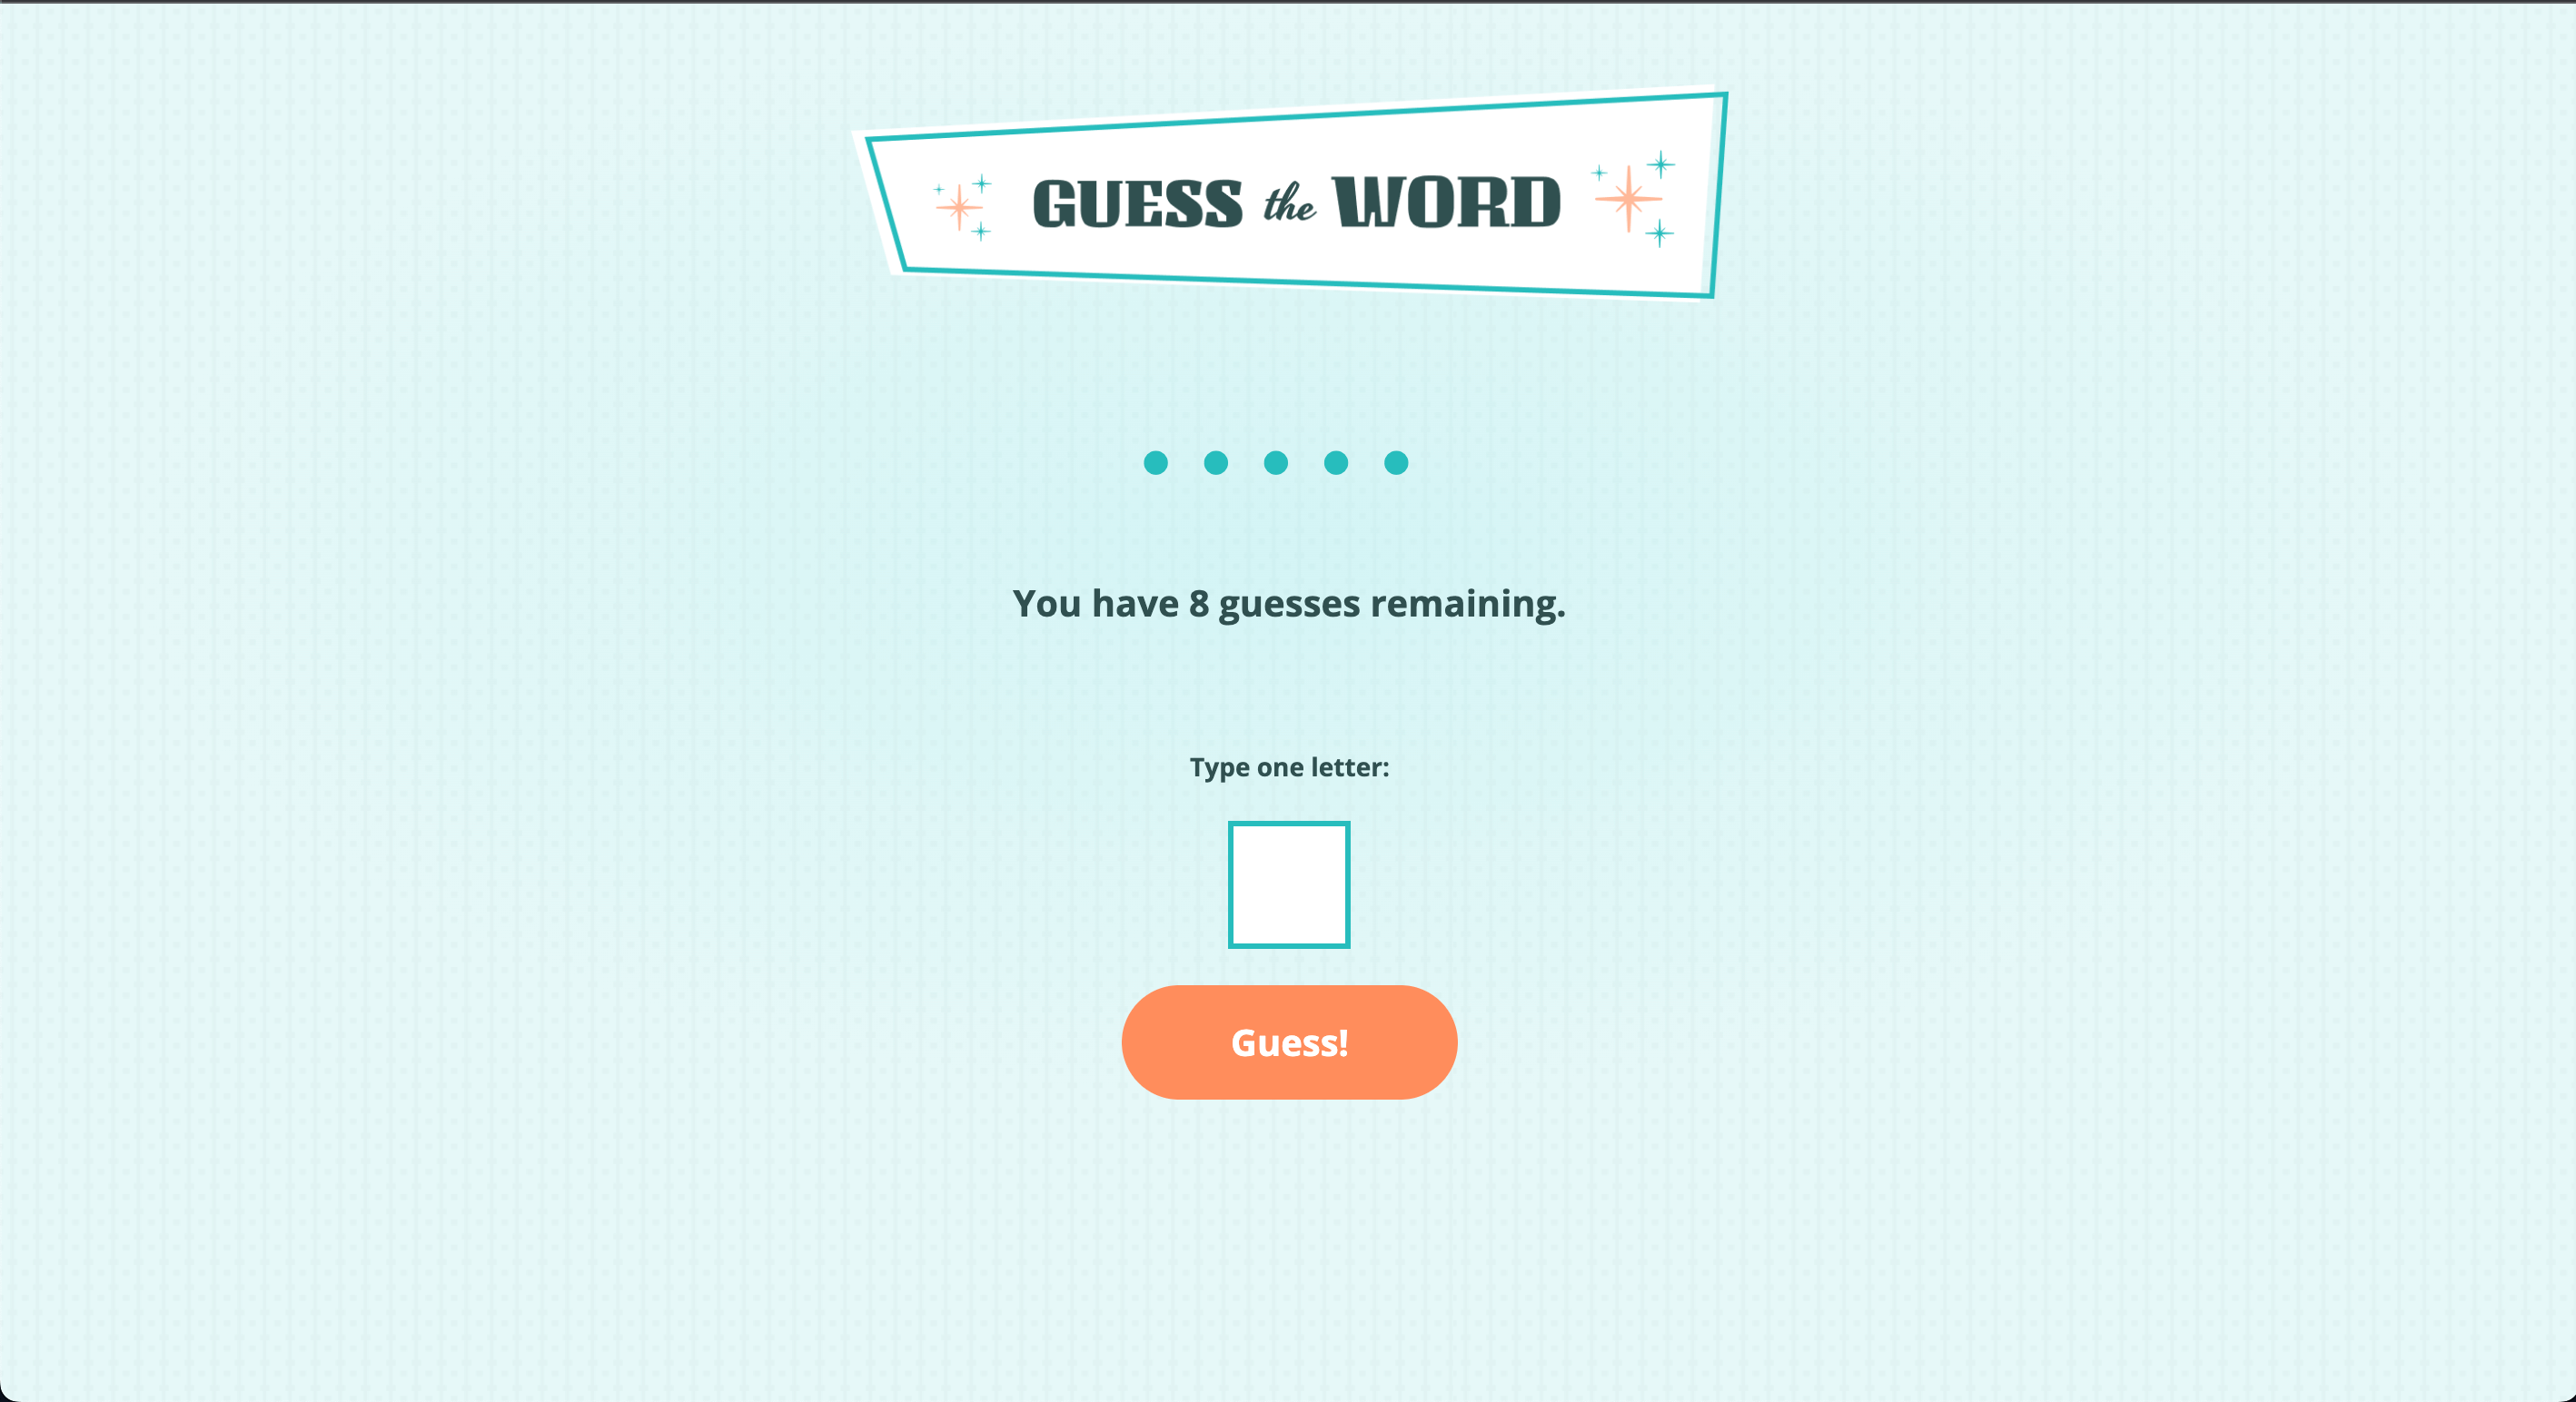 GUESS the WORD
● ● ● ● ●
You have 8 guesses remaining.
Type one letter:
Guess!